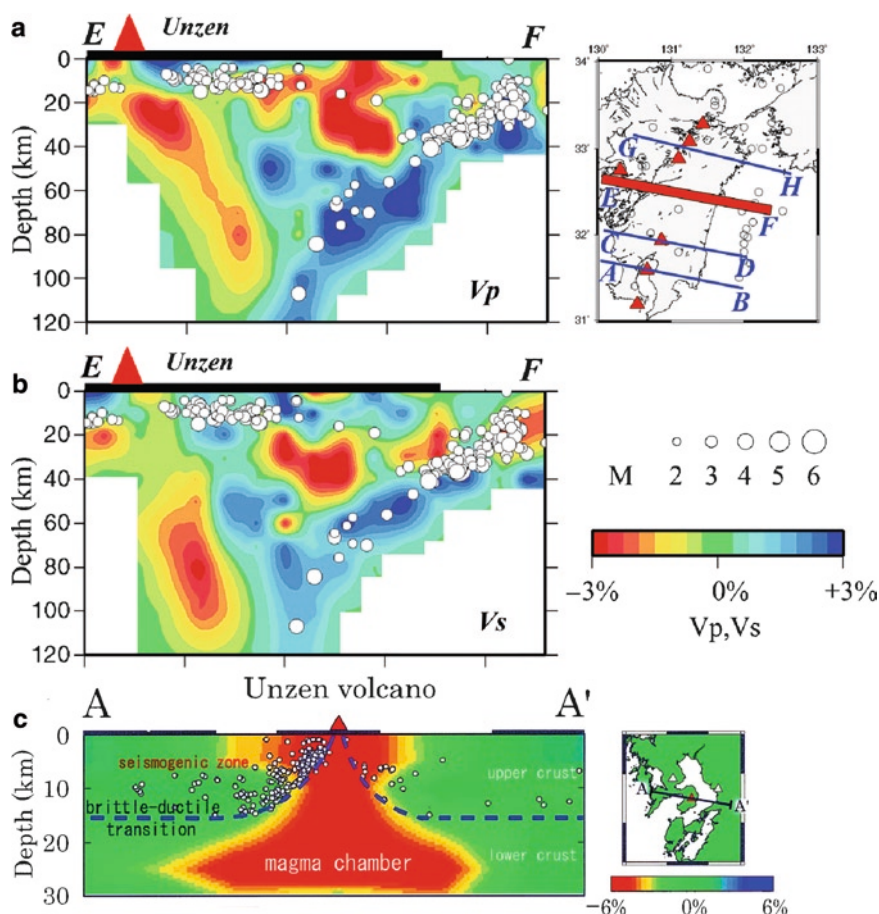 a
E
Unzen
F
0
20
40
60
80
100
120
Depth (km)
Vp
130°
131°
132°
133°
34°
33°
32°
31°
G
H
E
F
C
D
A
B
b
E
Unzen
F
0
20
40
60
80
100
120
Depth (km)
Vs
M 2 3 4 5 6
−3% 0% +3%
Vp,Vs
Unzen volcano
c
A
A'
0
10
20
30
Depth (km)
seismogenic zone
upper crust
brittle-ductile
transition
magma chamber
lower crust
A
A'
−6% 0% 6%